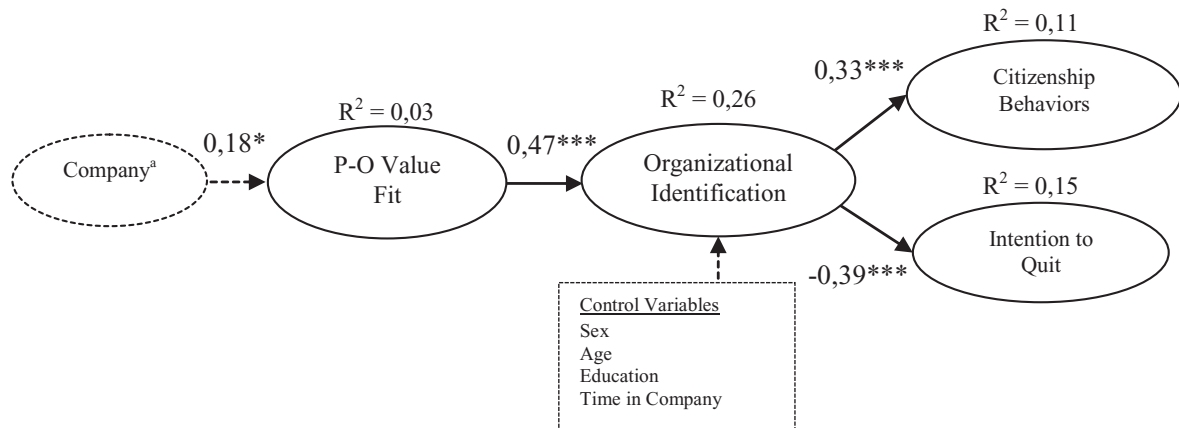 Companyᵃ
0,18*
R² = 0,03
P-O Value
Fit
0,47***
R² = 0,26
Organizational
Identification
0,33***
R² = 0,11
Citizenship
Behaviors
-0,39***
R² = 0,15
Intention to
Quit
Control Variables
Sex
Age
Education
Time in Company